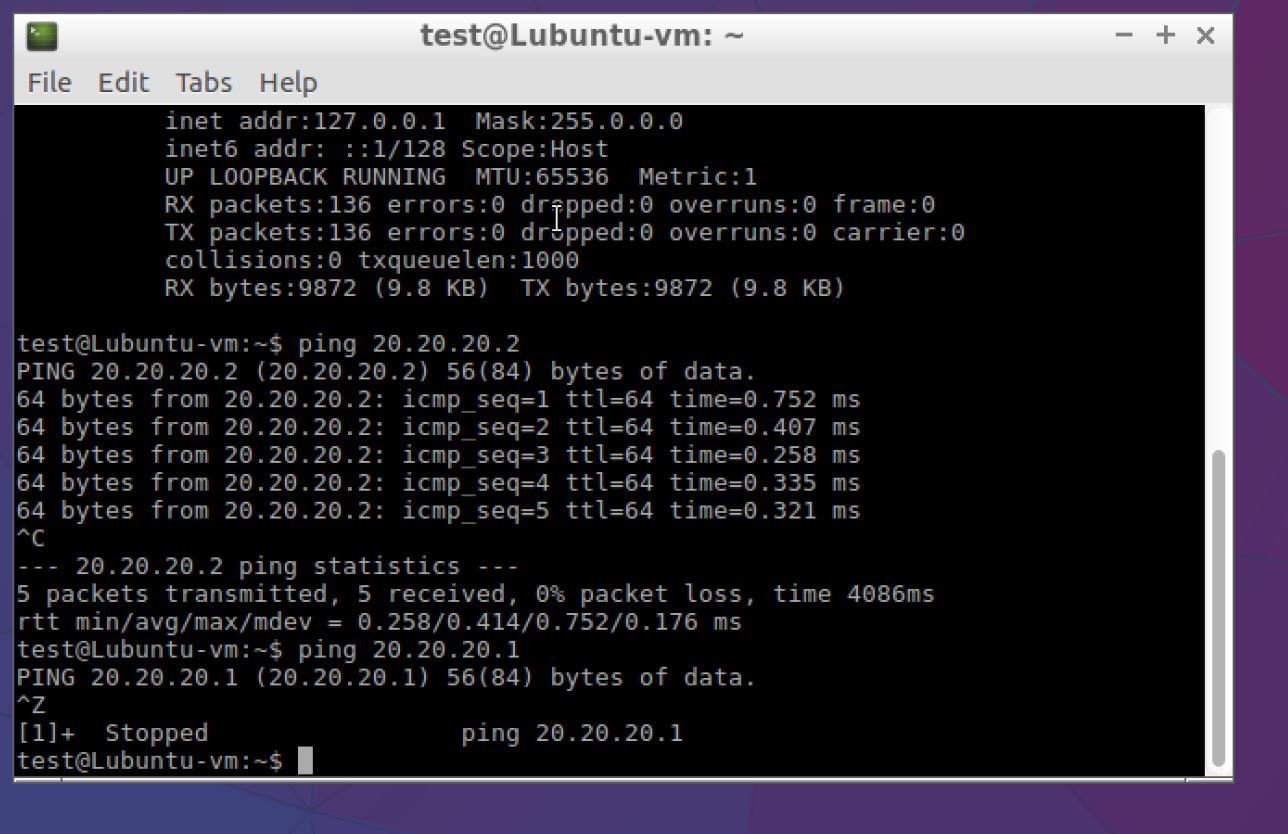 test@Lubuntu-vm: ~
File Edit Tabs Help
inet addr:127.0.0.1  Mask:255.0.0.0
inet6 addr: ::1/128 Scope:Host
UP LOOPBACK RUNNING  MTU:65536  Metric:1
RX packets:136 errors:0 dropped:0 overruns:0 frame:0
TX packets:136 errors:0 dropped:0 overruns:0 carrier:0
collisions:0 txqueuelen:1000
RX bytes:9872 (9.8 KB)  TX bytes:9872 (9.8 KB)
test@Lubuntu-vm:~$ ping 20.20.20.2
PING 20.20.20.2 (20.20.20.2) 56(84) bytes of data.
64 bytes from 20.20.20.2: icmp_seq=1 ttl=64 time=0.752 ms
64 bytes from 20.20.20.2: icmp_seq=2 ttl=64 time=0.407 ms
64 bytes from 20.20.20.2: icmp_seq=3 ttl=64 time=0.258 ms
64 bytes from 20.20.20.2: icmp_seq=4 ttl=64 time=0.335 ms
64 bytes from 20.20.20.2: icmp_seq=5 ttl=64 time=0.321 ms
^C
--- 20.20.20.2 ping statistics ---
5 packets transmitted, 5 received, 0% packet loss, time 4086ms
rtt min/avg/max/mdev = 0.258/0.414/0.752/0.176 ms
test@Lubuntu-vm:~$ ping 20.20.20.1
PING 20.20.20.1 (20.20.20.1) 56(84) bytes of data.
^Z
[1]+  Stopped                 ping 20.20.20.1
test@Lubuntu-vm:~$